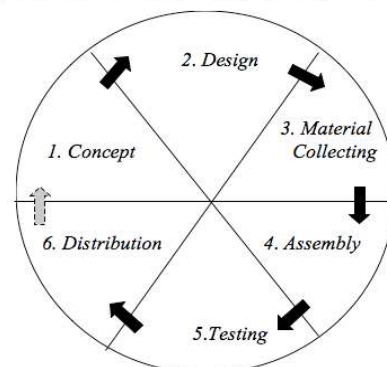 1. Concept
2. Design
3. Material
Collecting
4. Assembly
5.Testing
6. Distribution